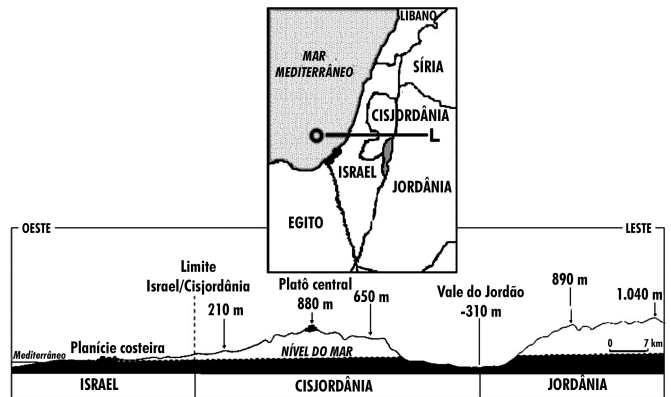 LÍBANO
MAR
MEDITERRÂNEO
SÍRIA
CISJORDÂNIA
O
L
ISRAEL
JORDÂNIA
EGITO
OESTE
LESTE
Limite
Israel/Cisjordânia
210 m
Platô central
880 m
650 m
Vale do Jordão
-310 m
890 m
1.040 m
Planície costeira
Mediterrâneo
NÍVEL DO MAR
0 7 km
ISRAEL
CISJORDÂNIA
JORDÂNIA